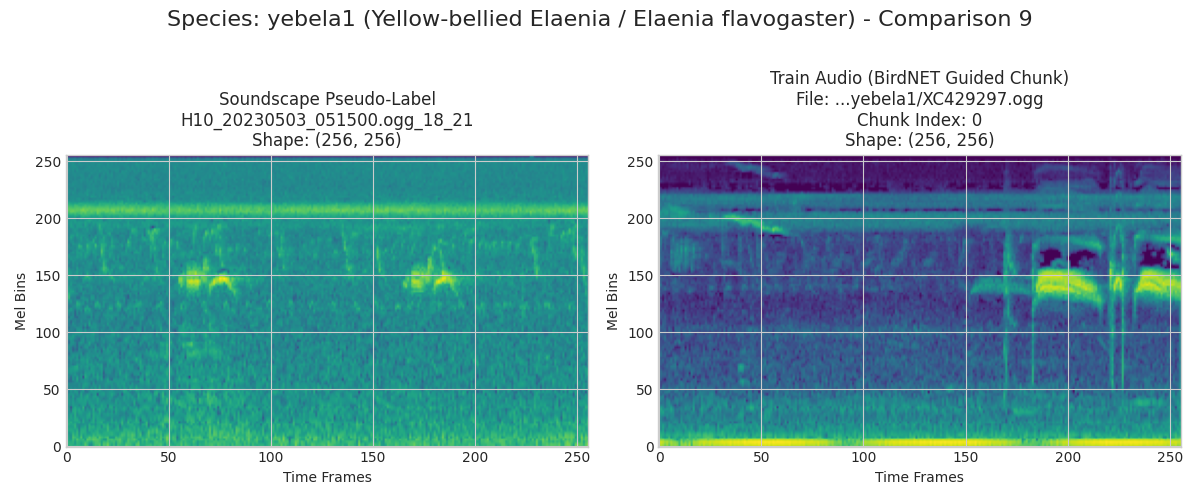 Species: yebela1 (Yellow-bellied Elaenia / Elaenia flavogaster) - Comparison 9
Soundscape Pseudo-Label
H10_20230503_051500.ogg_18_21
Shape: (256, 256)
250
200
150
100
50
0
Mel Bins
0 50 100 150 200 250
Time Frames
Train Audio (BirdNET Guided Chunk)
File: ...yebela1/XC429297.ogg
Chunk Index: 0
Shape: (256, 256)
250
200
150
100
50
0
Mel Bins
0 50 100 150 200 250
Time Frames